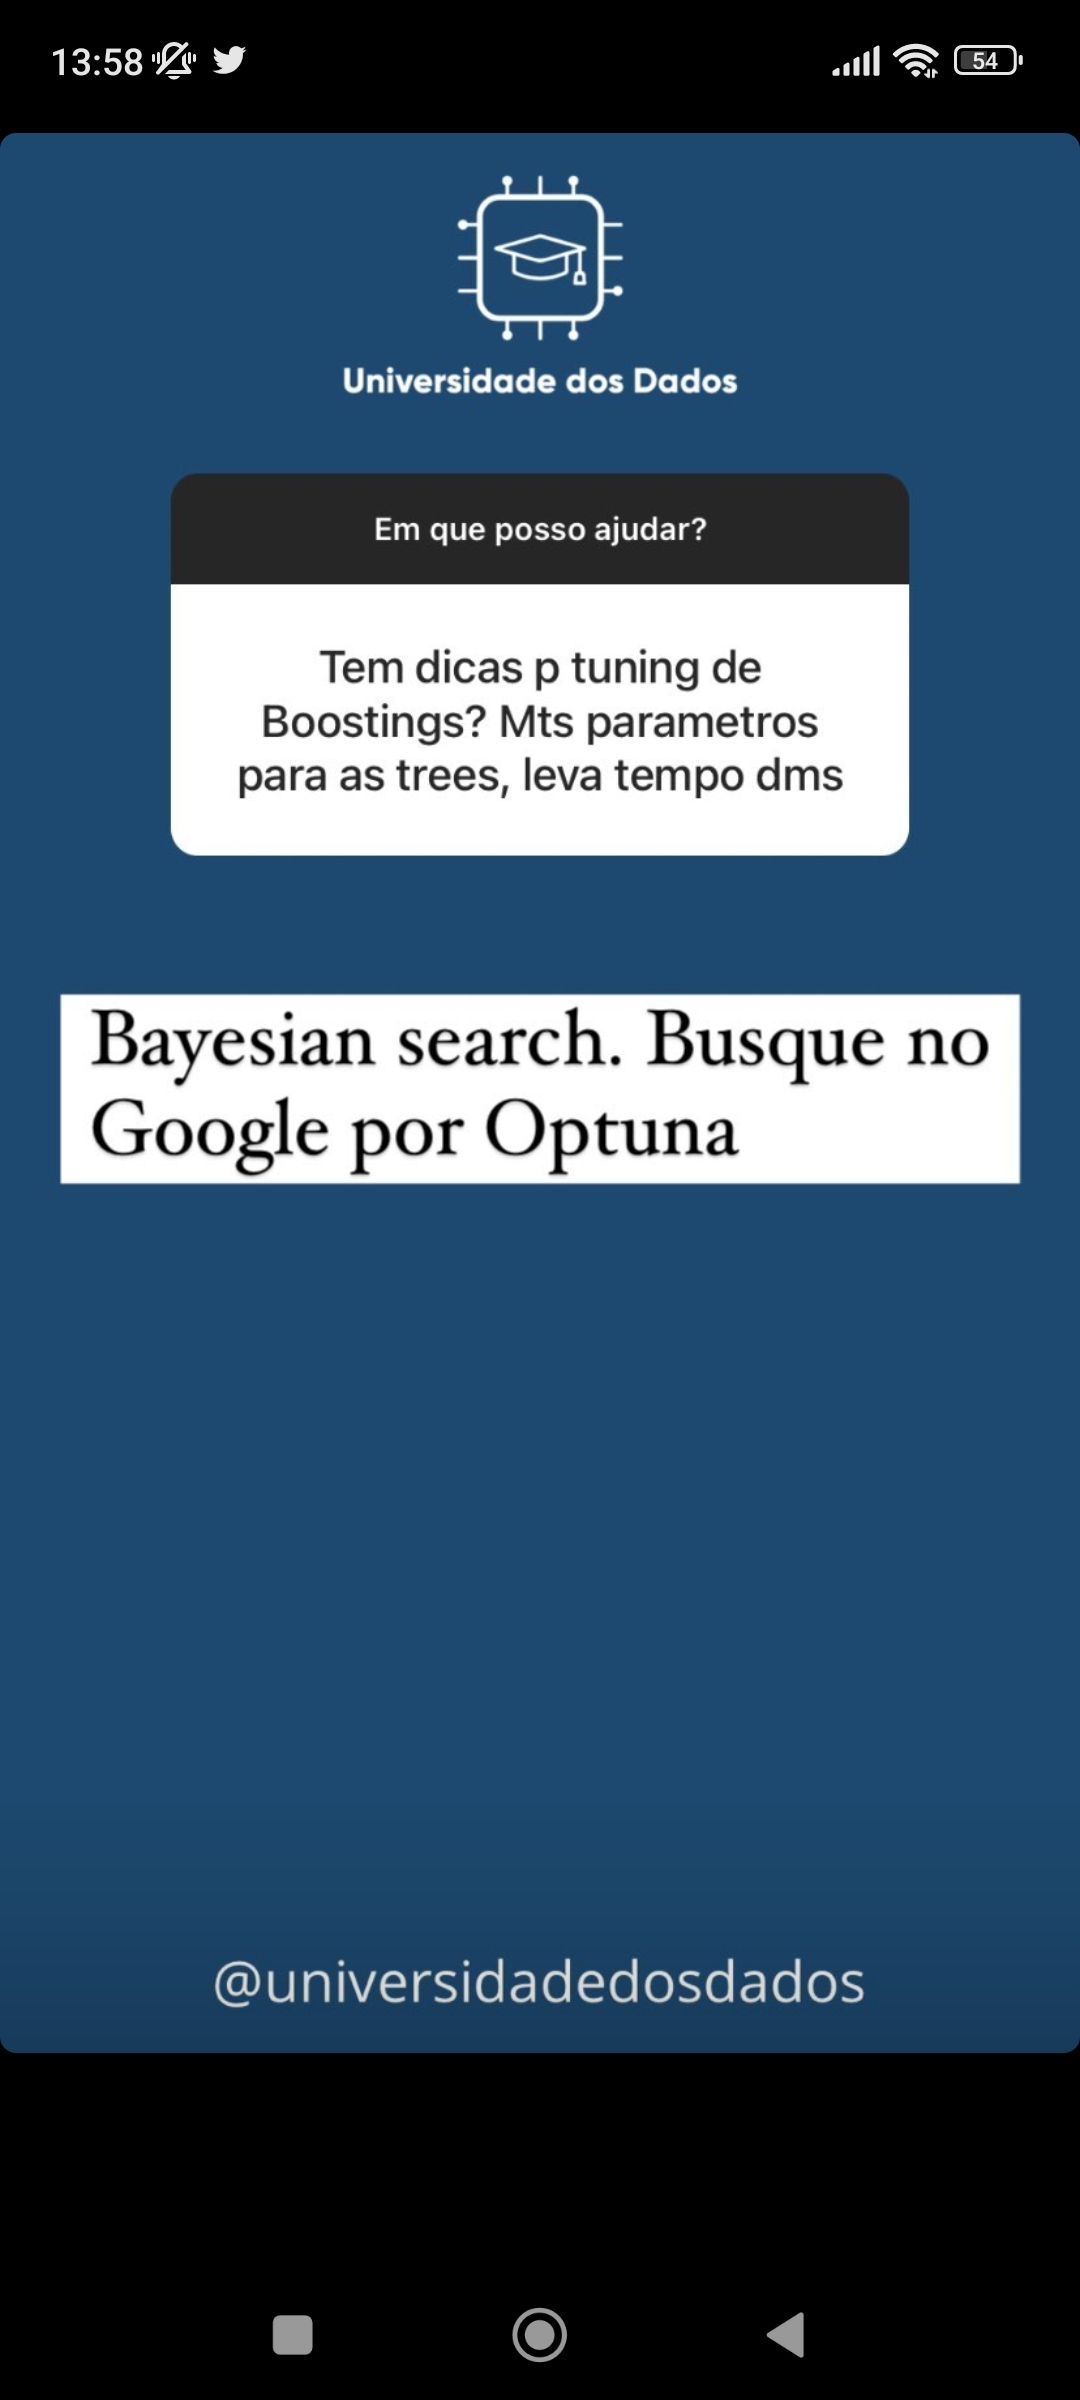 13:58
54
Universidade dos Dados
Em que posso ajudar?
Tem dicas p tuning de
Boostings? Mts parametros
para as trees, leva tempo dms
Bayesian search. Busque no
Google por Optuna
@universidadedosdados